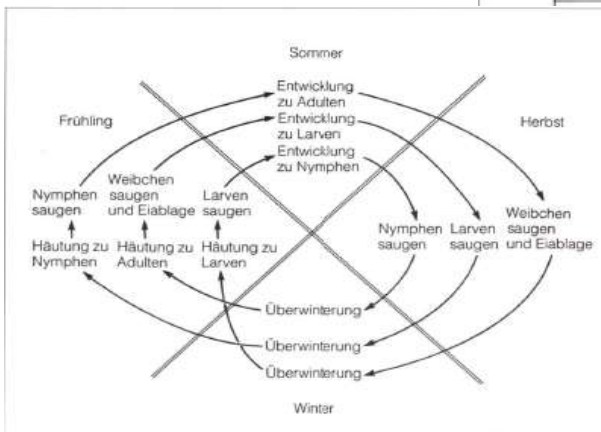 Sommer
Frühling
Herbst
Entwicklung
zu Adulten
Entwicklung
zu Larven
Entwicklung
zu Nymphen
Nymphen
saugen
Weibchen
saugen
und Eiablage
Larven
saugen
Häutung zu
Nymphen
Häutung zu
Adulten
Häutung zu
Larven
Nymphen
saugen
Larven
saugen
Weibchen
saugen
und Eiablage
Überwinterung
Überwinterung
Überwinterung
Winter